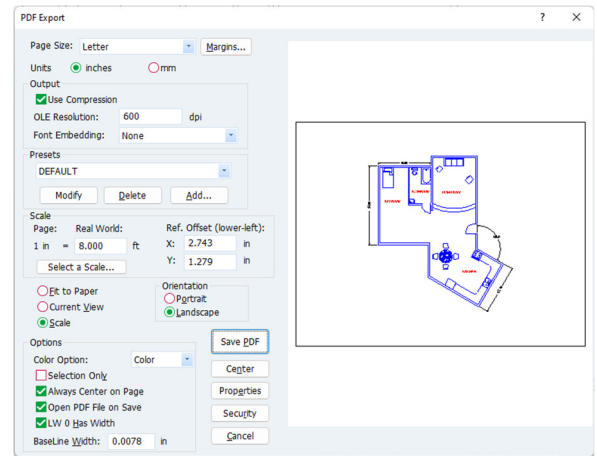 PDF Export
Page Size: Letter Margins...
Units inches mm
Output
Use Compression
OLE Resolution: 600 dpi
Font Embedding: None
Presets
DEFAULT
Modify Delete Add...
Scale
Page: Real World: Ref. Offset (lower-left):
1 in = 8.000 ft X: 2.743 in
Select a Scale... Y: 1.279 in
Fit to Paper
Current View
Scale
Orientation
Portrait
Landscape
Options
Color Option: Color
Selection Only
Always Center on Page
Open PDF File on Save
LW 0 Has Width
BaseLine Width: 0.0078 in
Save PDF
Center
Properties
Security
Cancel
KITCHEN